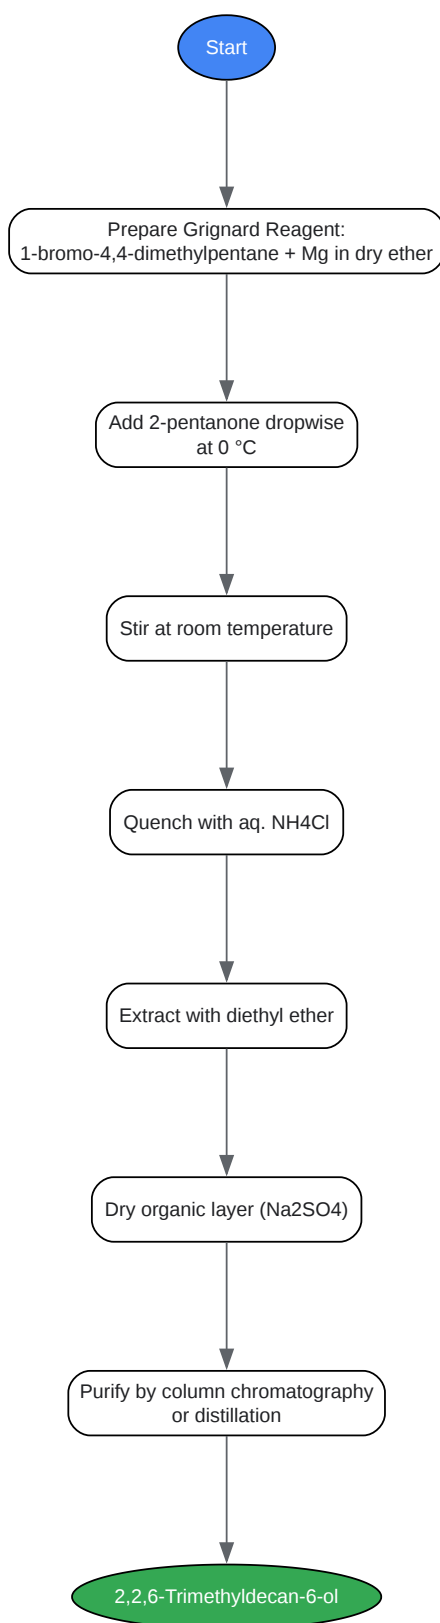 Start
Prepare Grignard Reagent:
1-bromo-4,4-dimethylpentane + Mg in dry ether
Add 2-pentanone dropwise
at 0 °C
Stir at room temperature
Quench with aq. NH4Cl
Extract with diethyl ether
Dry organic layer (Na2SO4)
Purify by column chromatography
or distillation
2,2,6-Trimethyldecan-6-ol